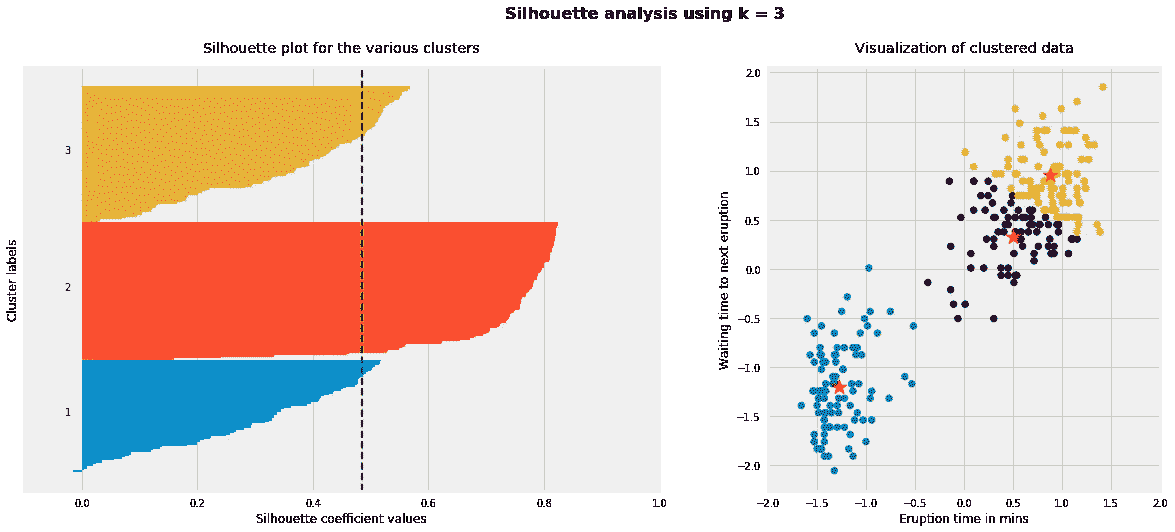 Silhouette analysis using k = 3
Silhouette plot for the various clusters
Cluster labels
3
2
1
0.0 0.2 0.4 0.6 0.8 1.0
Silhouette coefficient values
Visualization of clustered data
Waiting time to next eruption
2.0
1.5
1.0
0.5
0.0
−0.5
−1.0
−1.5
−2.0
−2.0 −1.5 −1.0 −0.5 0.0 0.5 1.0 1.5 2.0
Eruption time in mins